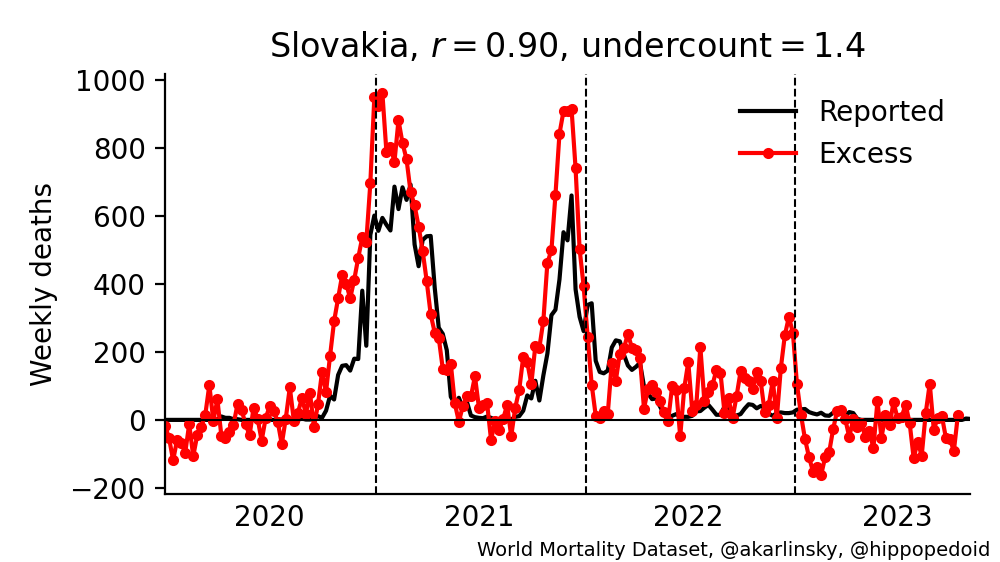 Slovakia, r = 0.90, undercount = 1.4
Weekly deaths
1000
800
600
400
200
0
−200
Reported
Excess
2020 2021 2022 2023
World Mortality Dataset, @akarlinsky, @hippopedoid